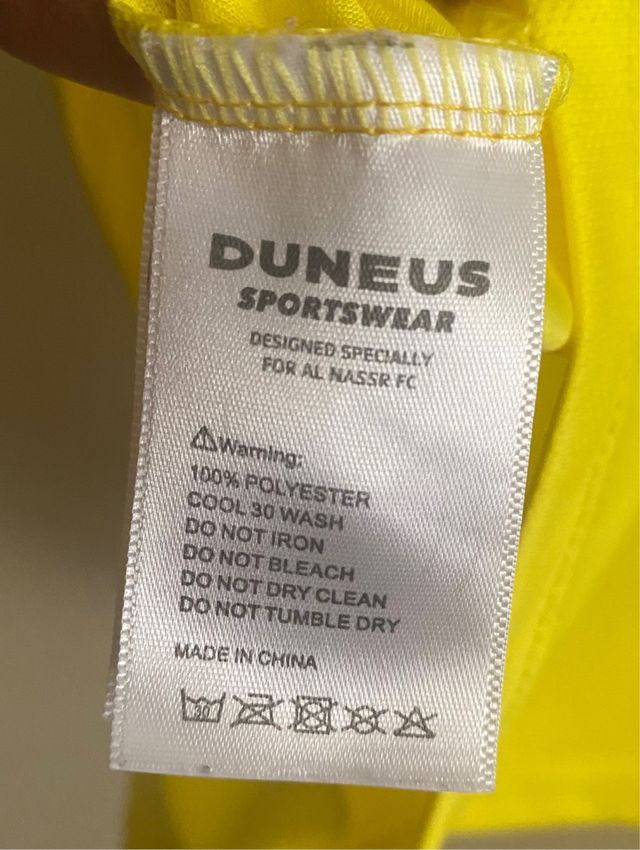 DUNEUS
SPORTSWEAR
DESIGNED SPECIALLY
FOR AL NASSR FC
Warning:
100% POLYESTER
COOL 30 WASH
DO NOT IRON
DO NOT BLEACH
DO NOT DRY CLEAN
DO NOT TUMBLE DRY
MADE IN CHINA
30